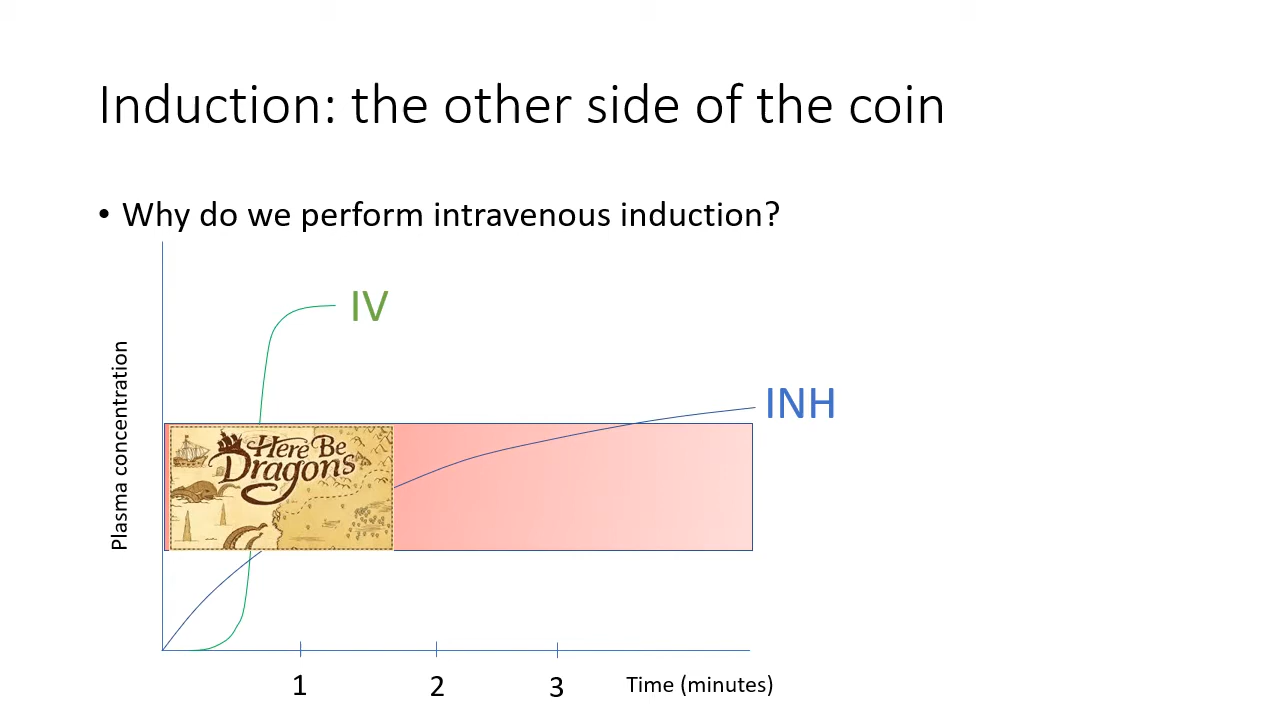 Induction: the other side of the coin
• Why do we perform intravenous induction?
IV
INH
Plasma concentration
Here Be
Dragons
1 2 3 Time (minutes)